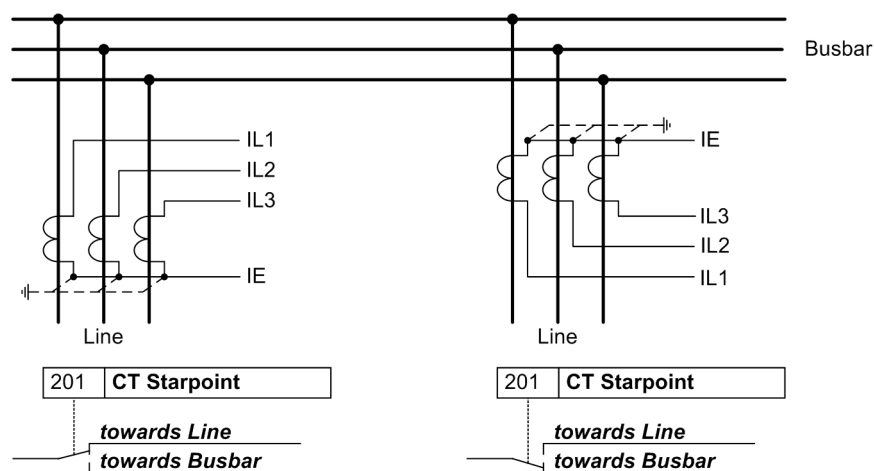 Busbar
IL1
IL2
IL3
IE
Line
201 CT Starpoint
towards Line
towards Busbar
IE
IL3
IL2
IL1
Line
201 CT Starpoint
towards Line
towards Busbar